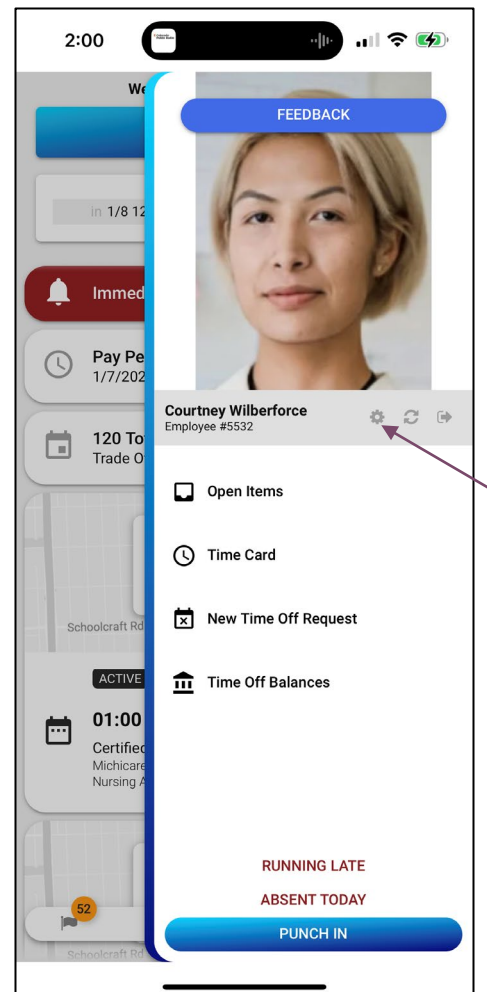 2:00
We
FEEDBACK
in 1/8 12
Immed
Pay Pe
1/7/202
Courtney Wilberforce
Employee #5532
120 To
Trade O
Open Items
Time Card
New Time Off Request
Schoolcraft Rd
Time Off Balances
ACTIVE
01:00
Certified
Michicare
Nursing A
RUNNING LATE
ABSENT TODAY
52
PUNCH IN
Schoolcraft Rd